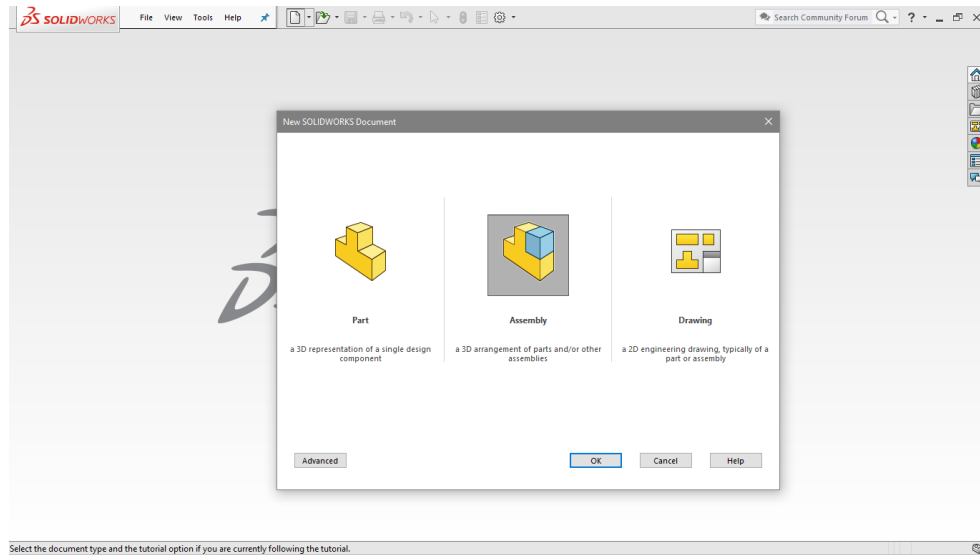 SOLIDWORKS File View Tools Help Search Community Forum ?
New SOLIDWORKS Document
Part
a 3D representation of a single design
component
Assembly
a 3D arrangement of parts and/or other
assemblies
Drawing
a 2D engineering drawing, typically of a
part or assembly
Advanced OK Cancel Help
Select the document type and the tutorial option if you are currently following the tutorial.